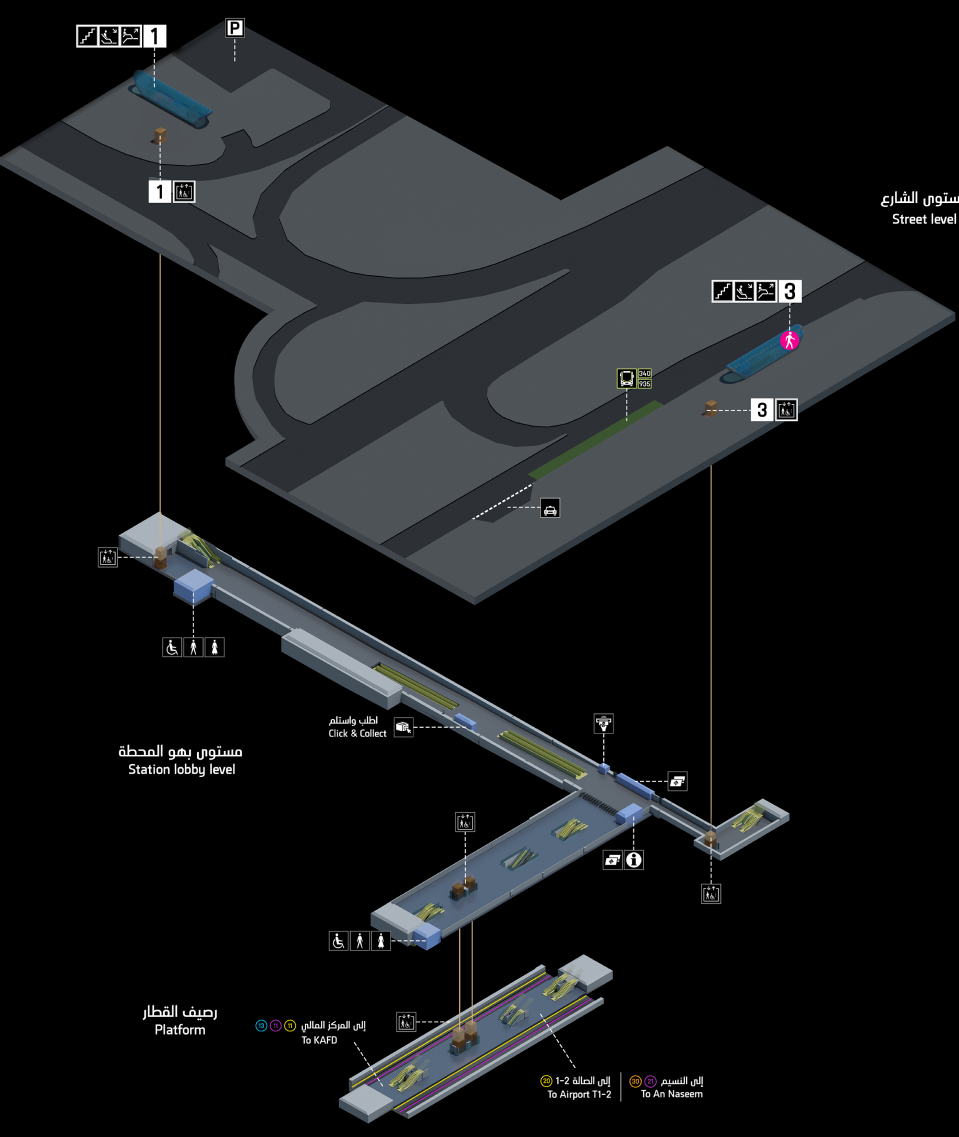 1
P
1
ستوى الشارع
Street level
3
340
935
3
اطلب واستلم
Click & Collect
مستوى بهو المحطة
Station lobby level
رصيف القطار
Platform
13 11 11 إلى المركز المالي
To KAFD
20 إلى الصالة 1-2
To Airport T1-2
30 21 إلى النسيم
To An Naseem